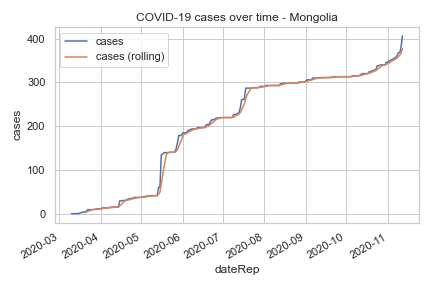 COVID-19 cases over time - Mongolia
cases
cases (rolling)
cases
400
300
200
100
0
2020-03
2020-04
2020-05
2020-06
2020-07
2020-08
2020-09
2020-10
2020-11
dateRep